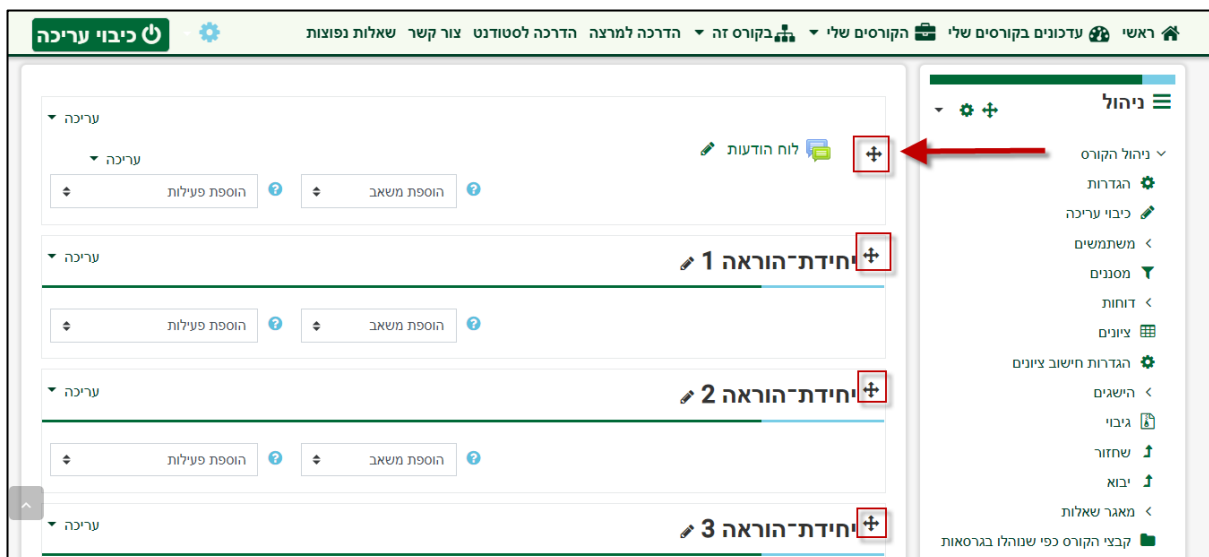 ראשי עדכונים בקורסים שלי הקורסים שלי בקורס זה הדרכה למרצה הדרכה לסטודנט צור קשר שאלות נפוצות כיבוי עריכה
ניהול
ניהול הקורס
הגדרות
כיבוי עריכה
משתמשים
מסננים
דוחות
ציונים
הגדרות חישוב ציונים
הישגים
גיבוי
שחזור
יבוא
מאגר שאלות
קבצי הקורס כפי שנוהלו בגרסאות
עריכה
לוח הודעות
עריכה
הוספת משאב הוספת פעילות
יחידת־הוראה 1 עריכה
הוספת משאב הוספת פעילות
יחידת־הוראה 2 עריכה
הוספת משאב הוספת פעילות
יחידת־הוראה 3 עריכה